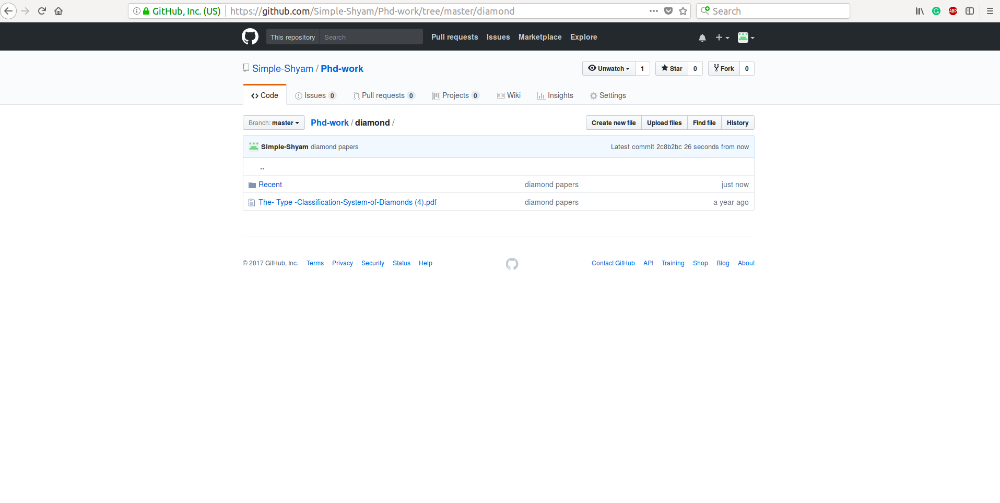 GitHub, Inc. (US) https://github.com/Simple-Shyam/Phd-work/tree/master/diamond ••• Search ABP
This repository Search Pull requests Issues Marketplace Explore
Simple-Shyam / Phd-work Unwatch 1 Star 0 Fork 0
Code Issues 0 Pull requests 0 Projects 0 Wiki Insights Settings
Branch: master Phd-work / diamond / Create new file Upload files Find file History
Simple-Shyam diamond papers Latest commit 2c8b2bc 26 seconds from now
..
Recent diamond papers just now
The- Type -Classification-System-of-Diamonds (4).pdf diamond papers a year ago
© 2017 GitHub, Inc. Terms Privacy Security Status Help Contact GitHub API Training Shop Blog About